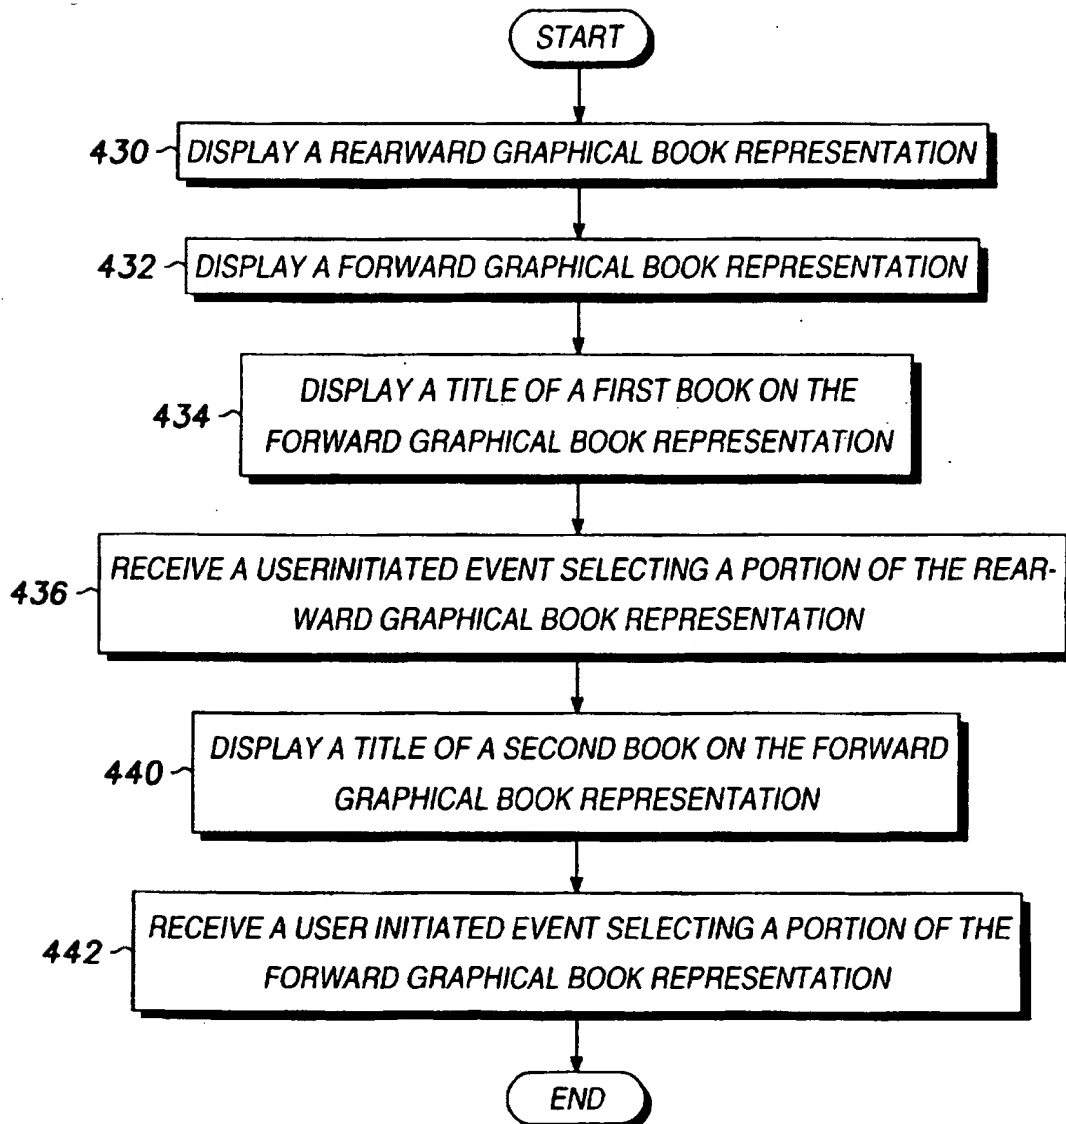 START
430 DISPLAY A REARWARD GRAPHICAL BOOK REPRESENTATION
432 DISPLAY A FORWARD GRAPHICAL BOOK REPRESENTATION
434 DISPLAY A TITLE OF A FIRST BOOK ON THE
FORWARD GRAPHICAL BOOK REPRESENTATION
436 RECEIVE A USERINITIATED EVENT SELECTING A PORTION OF THE REAR-
WARD GRAPHICAL BOOK REPRESENTATION
440 DISPLAY A TITLE OF A SECOND BOOK ON THE FORWARD
GRAPHICAL BOOK REPRESENTATION
442 RECEIVE A USER INITIATED EVENT SELECTING A PORTION OF THE
FORWARD GRAPHICAL BOOK REPRESENTATION
END